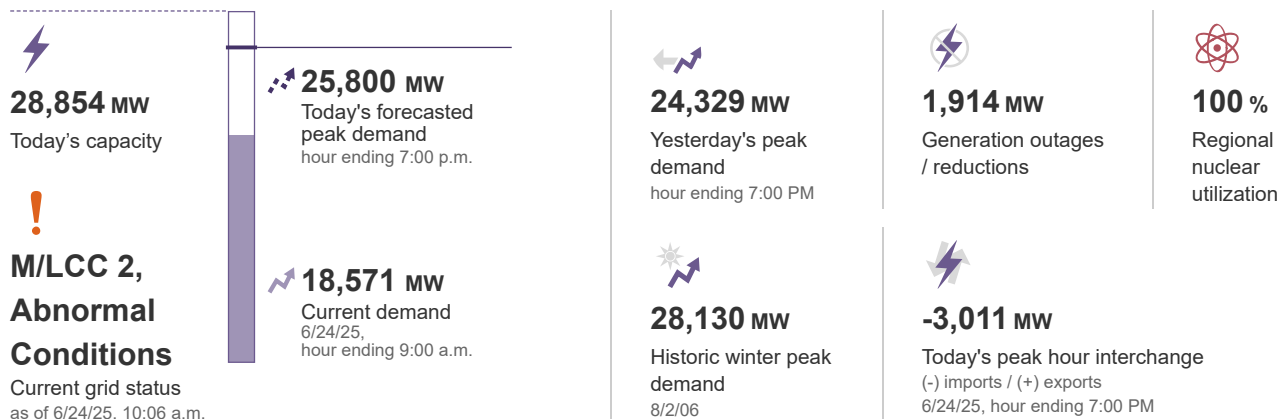 28,854 MW
Today's capacity
!
M/LCC 2,
Abnormal
Conditions
Current grid status
as of 6/24/25, 10:06 a.m.
25,800 MW
Today's forecasted
peak demand
hour ending 7:00 p.m.
18,571 MW
Current demand
6/24/25,
hour ending 9:00 a.m.
24,329 MW
Yesterday's peak
demand
hour ending 7:00 PM
1,914 MW
Generation outages
/ reductions
100 %
Regional
nuclear
utilization
28,130 MW
Historic winter peak
demand
8/2/06
-3,011 MW
Today's peak hour interchange
(-) imports / (+) exports
6/24/25, hour ending 7:00 PM